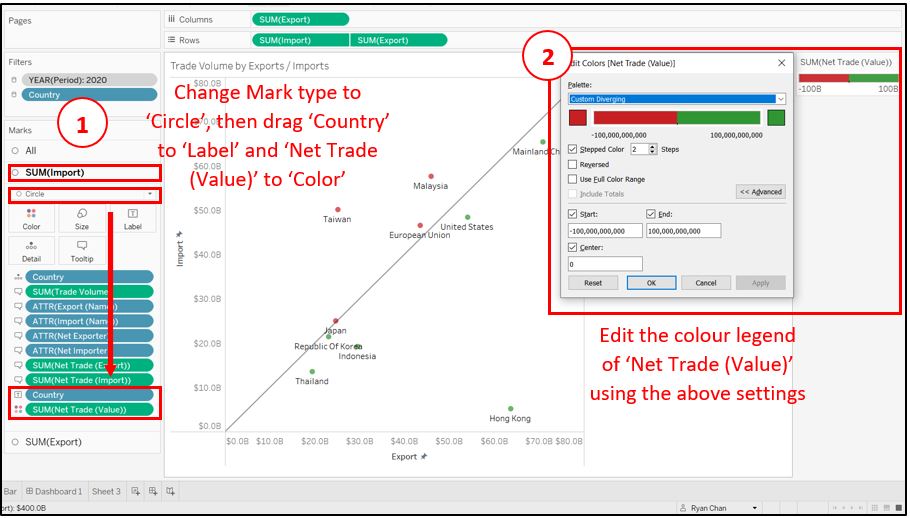 Pages
Columns SUM(Export)
Rows SUM(Import) SUM(Export)
Filters
YEAR(Period): 2020
Country
Marks
All
SUM(Import)
Circle
Color Size Label
Detail Tooltip
Country
SUM(Trade Volume
ATTR(Export (Name
ATTR(Import (Name
ATTR(Net Exporter
ATTR(Net Importer
SUM(Net Trade (Export))
SUM(Net Trade (Import))
Country
SUM(Net Trade (Value))
SUM(Export)
1
Trade Volume by Exports / Imports
Change Mark type to
‘Circle’, then drag ‘Country’
to ‘Label’ and ‘Net Trade
(Value)’ to ‘Color’
$80.0B
$70.0B
$60.0B
$50.0B
$40.0B
$30.0B
$20.0B
$10.0B
$0.0B
Import
Mainland Ch
Malaysia
Taiwan
United States
European Union
Japan
Republic Of Korea
Indonesia
Thailand
Hong Kong
$0.0B $10.0B $20.0B $30.0B $40.0B $50.0B $60.0B $70.0B $80.0B
Export
2
dit Colors [Net Trade (Value)]
Palette:
Custom Diverging
-100,000,000,000 100,000,000,000
Stepped Color 2 Steps
Reversed
Use Full Color Range
Include Totals
<< Advanced
Start: End:
-100,000,000,000 100,000,000,000
Center:
0
Reset OK Cancel Apply
SUM(Net Trade (Value))
-100B 100B
Edit the colour legend
of ‘Net Trade (Value)’
using the above settings
Bar Dashboard 1 Sheet 3
ort): $400.0B
Ryan Chan